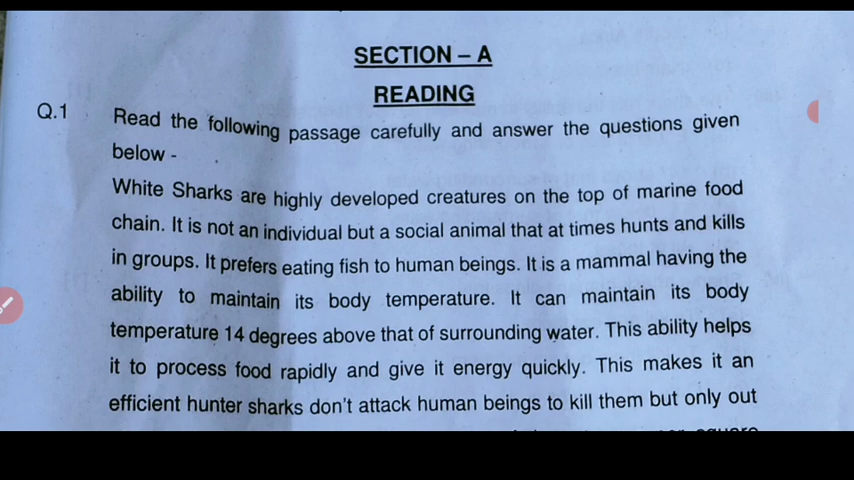 SECTION – A
READING
Q.1 Read the following passage carefully and answer the questions given
below -
White Sharks are highly developed creatures on the top of marine food
chain. It is not an individual but a social animal that at times hunts and kills
in groups. It prefers eating fish to human beings. It is a mammal having the
ability to maintain its body temperature. It can maintain its body
temperature 14 degrees above that of surrounding water. This ability helps
it to process food rapidly and give it energy quickly. This makes it an
efficient hunter sharks don't attack human beings to kill them but only out
square